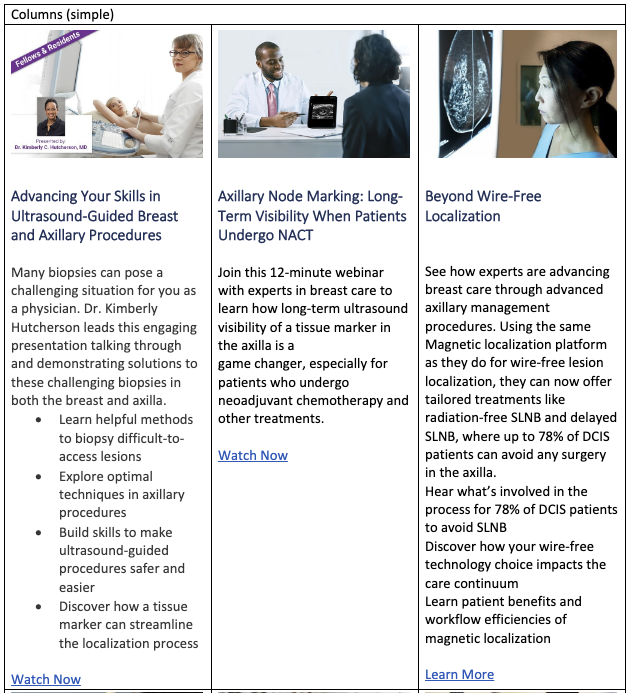 Columns (simple)
Fellows & Residents
Presented by
Dr. Kimberly C. Hutcherson, MD
Advancing Your Skills in
Ultrasound-Guided Breast
and Axillary Procedures
Many biopsies can pose a
challenging situation for you as
a physician. Dr. Kimberly
Hutcherson leads this engaging
presentation talking through
and demonstrating solutions to
these challenging biopsies in
both the breast and axilla.
• Learn helpful methods
to biopsy difficult-to-
access lesions
• Explore optimal
techniques in axillary
procedures
• Build skills to make
ultrasound-guided
procedures safer and
easier
• Discover how a tissue
marker can streamline
the localization process
Watch Now
Axillary Node Marking: Long-
Term Visibility When Patients
Undergo NACT
Join this 12-minute webinar
with experts in breast care to
learn how long-term ultrasound
visibility of a tissue marker in
the axilla is a
game changer, especially for
patients who undergo
neoadjuvant chemotherapy and
other treatments.
Watch Now
Beyond Wire-Free
Localization
See how experts are advancing
breast care through advanced
axillary management
procedures. Using the same
Magnetic localization platform
as they do for wire-free lesion
localization, they can now offer
tailored treatments like
radiation-free SLNB and delayed
SLNB, where up to 78% of DCIS
patients can avoid any surgery
in the axilla.
Hear what's involved in the
process for 78% of DCIS patients
to avoid SLNB
Discover how your wire-free
technology choice impacts the
care continuum
Learn patient benefits and
workflow efficiencies of
magnetic localization
Learn More